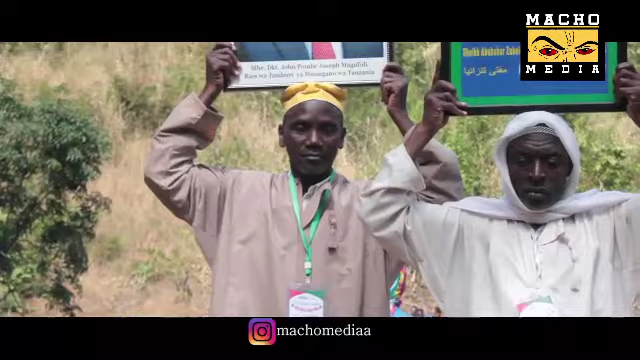 MACHO
MEDIA
Mhe. Dkt. John Pombe Joseph Magufuli
Rais wa Jamhuri ya Muungano wa Tanzania
Sheikh Abubakar Zube
مفتي تنزانيا
machomediaa